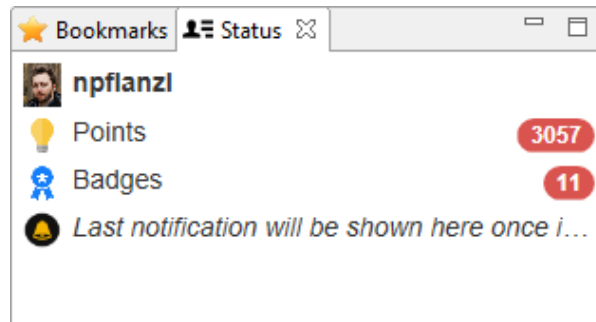 Bookmarks Status
npflanzl
Points 3057
Badges 11
Last notification will be shown here once i...